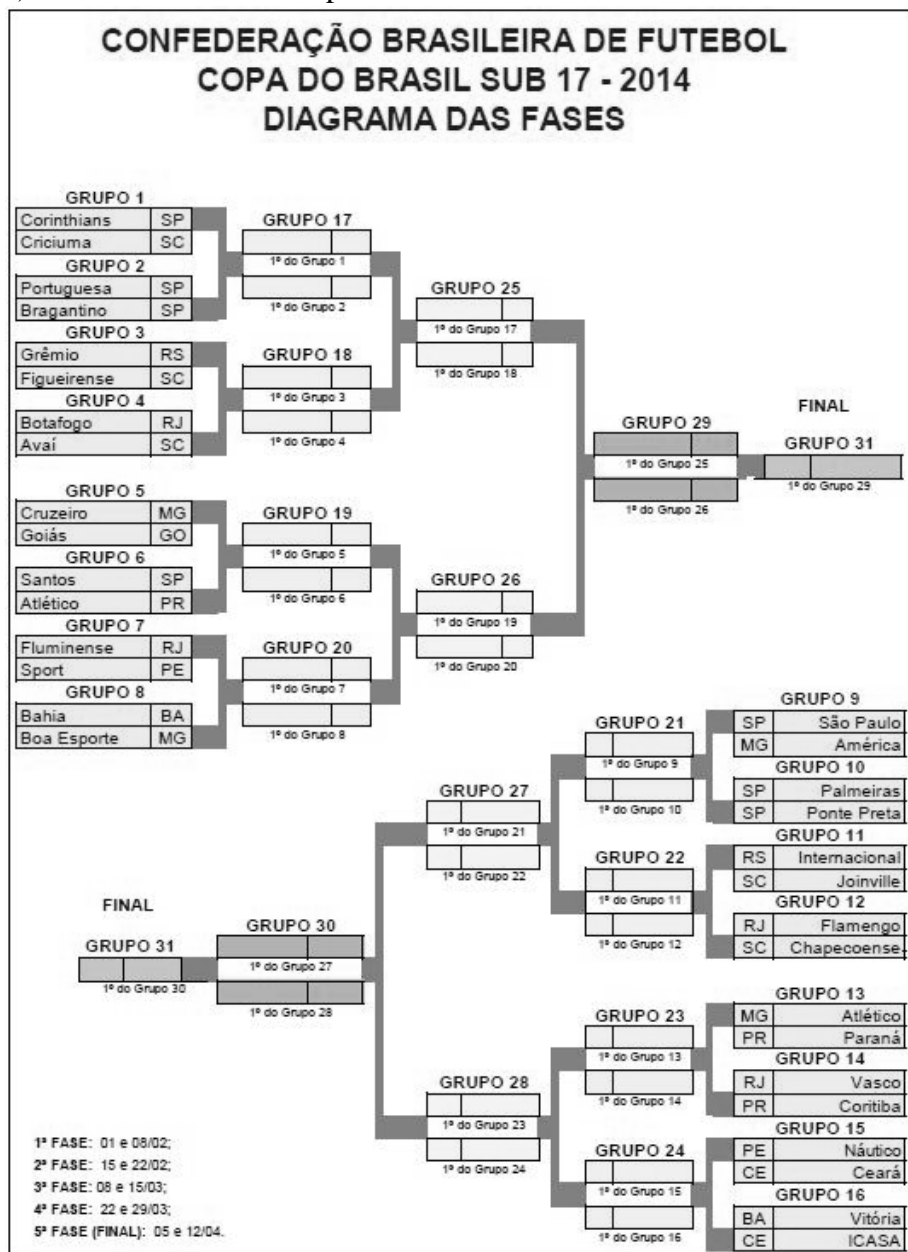 CONFEDERAÇÃO BRASILEIRA DE FUTEBOL
COPA DO BRASIL SUB 17 - 2014
DIAGRAMA DAS FASES
GRUPO 1
Corinthians SP
Criciuma SC
GRUPO 2
Portuguesa SP
Bragantino SP
GRUPO 3
Grêmio RS
Figueirense SC
GRUPO 4
Botafogo RJ
Avaí SC
GRUPO 5
Cruzeiro MG
Goiás GO
GRUPO 6
Santos SP
Atlético PR
GRUPO 7
Fluminense RJ
Sport PE
GRUPO 8
Bahia BA
Boa Esporte MG
GRUPO 17
1º do Grupo 1
1º do Grupo 2
GRUPO 18
1º do Grupo 3
1º do Grupo 4
GRUPO 19
1º do Grupo 5
1º do Grupo 6
GRUPO 20
1º do Grupo 7
1º do Grupo 8
GRUPO 25
1º do Grupo 17
1º do Grupo 18
GRUPO 26
1º do Grupo 19
1º do Grupo 20
GRUPO 29
1º do Grupo 25
1º do Grupo 26
FINAL
GRUPO 31
1º do Grupo 29
GRUPO 9
SP São Paulo
MG América
GRUPO 10
SP Palmeiras
SP Ponte Preta
GRUPO 11
RS Internacional
SC Joinville
GRUPO 12
RJ Flamengo
SC Chapecoense
GRUPO 13
MG Atlético
PR Paraná
GRUPO 14
RJ Vasco
PR Coritiba
GRUPO 15
PE Náutico
CE Ceará
GRUPO 16
BA Vitória
CE ICASA
GRUPO 21
1º do Grupo 9
1º do Grupo 10
GRUPO 22
1º do Grupo 11
1º do Grupo 12
GRUPO 23
1º do Grupo 13
1º do Grupo 14
GRUPO 24
1º do Grupo 15
1º do Grupo 16
GRUPO 27
1º do Grupo 21
1º do Grupo 22
GRUPO 28
1º do Grupo 23
1º do Grupo 24
GRUPO 30
1º do Grupo 27
1º do Grupo 28
FINAL
GRUPO 31
1º do Grupo 30
1ª FASE: 01 e 08/02;
2ª FASE: 15 e 22/02;
3ª FASE: 08 e 15/03;
4ª FASE: 22 e 29/03;
5ª FASE (FINAL): 05 e 12/04.